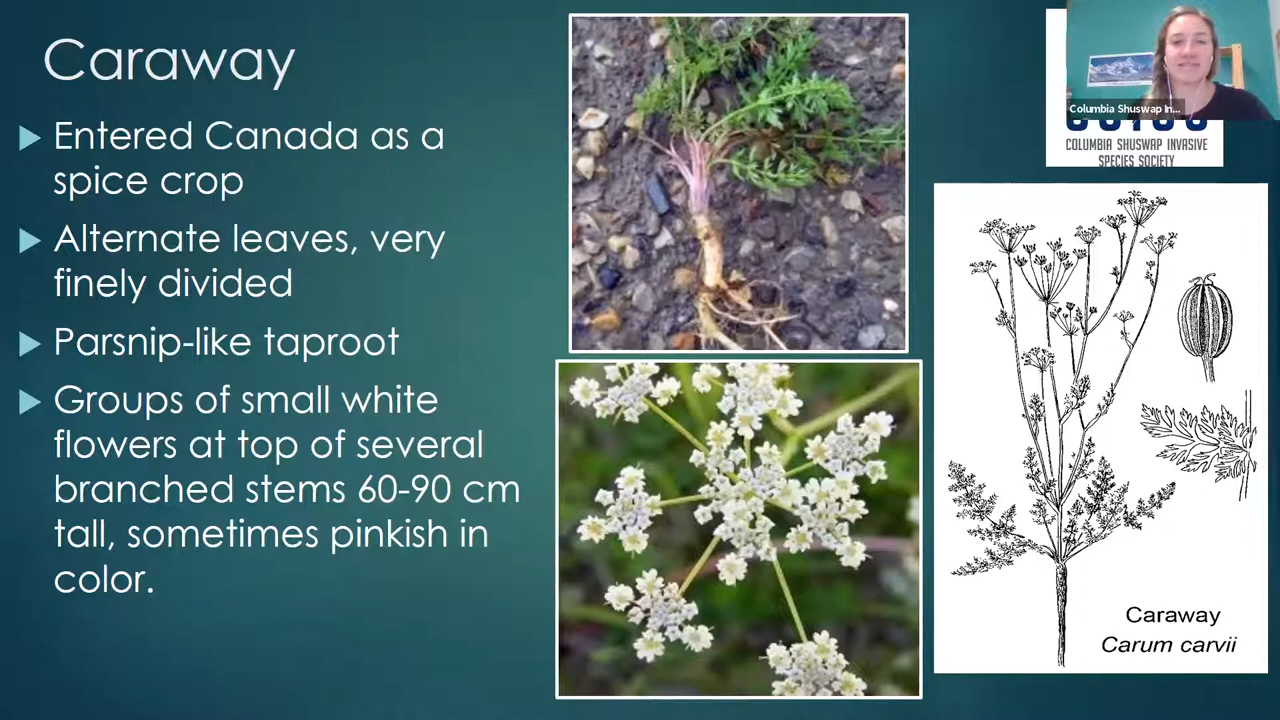 Caraway
Entered Canada as a
spice crop
Alternate leaves, very
finely divided
Parsnip-like taproot
Groups of small white
flowers at top of several
branched stems 60-90 cm
tall, sometimes pinkish in
color.
Columbia Shuswap In...
COLUMBIA SHUSWAP INVASIVE
SPECIES SOCIETY
Caraway
Carum carvii